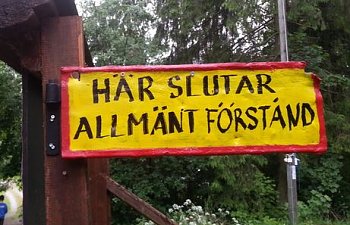 HÄR SLUTAR
ALLMÄNT FÖRSTÅND